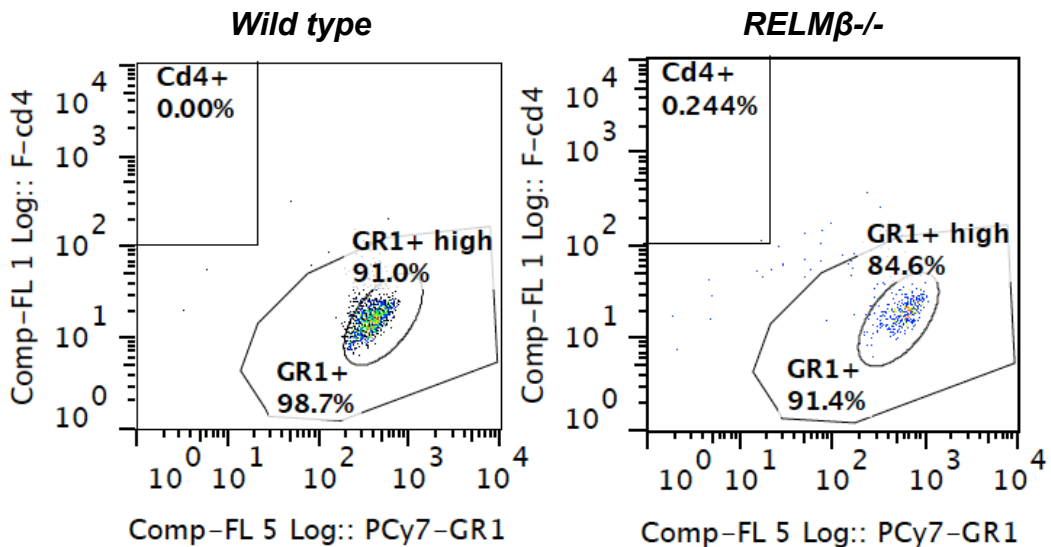 Wild type
Cd4+
0.00%
GR1+ high
91.0%
GR1+
98.7%
10^4
10^3
10^2
10^1
10^0
10^0 10^1 10^2 10^3 10^4
Comp-FL 1 Log:: F-cd4
Comp-FL 5 Log:: PCy7-GR1
RELMβ-/-
Cd4+
0.244%
GR1+ high
84.6%
GR1+
91.4%
10^4
10^3
10^2
10^1
10^0
10^0 10^1 10^2 10^3 10^4
Comp-FL 1 Log:: F-cd4
Comp-FL 5 Log:: PCy7-GR1